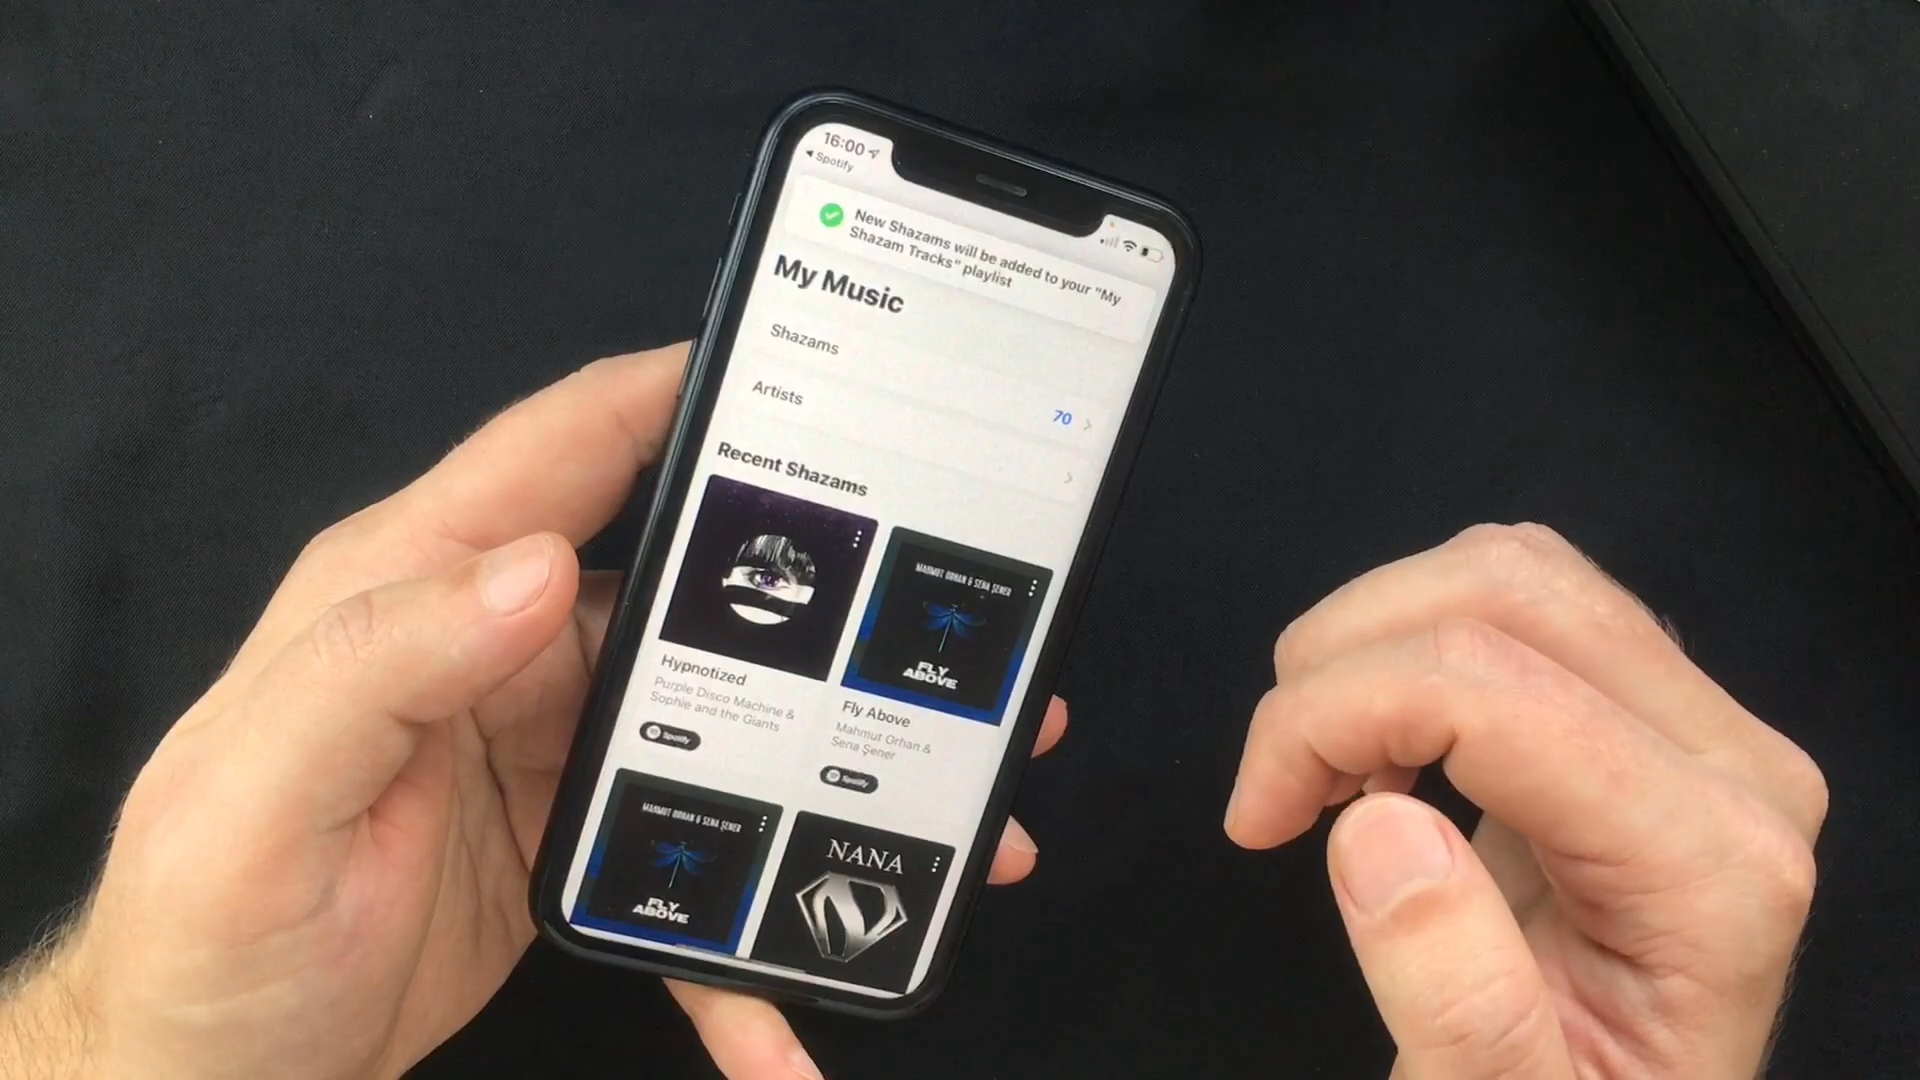 16:00
Spotify
New Shazams will be added to your "My
Shazam Tracks" playlist
My Music
Shazams
70
Artists
Recent Shazams
MAHMUT ORHAN & SENA ŞENER
FLY
ABOVE
Hypnotized
Purple Disco Machine &
Sophie and the Giants
Spotify
Fly Above
Mahmut Orhan &
Sena Şener
Spotify
MAHMUT ORHAN & SENA ŞENER
FLY
ABOVE
NANA
N